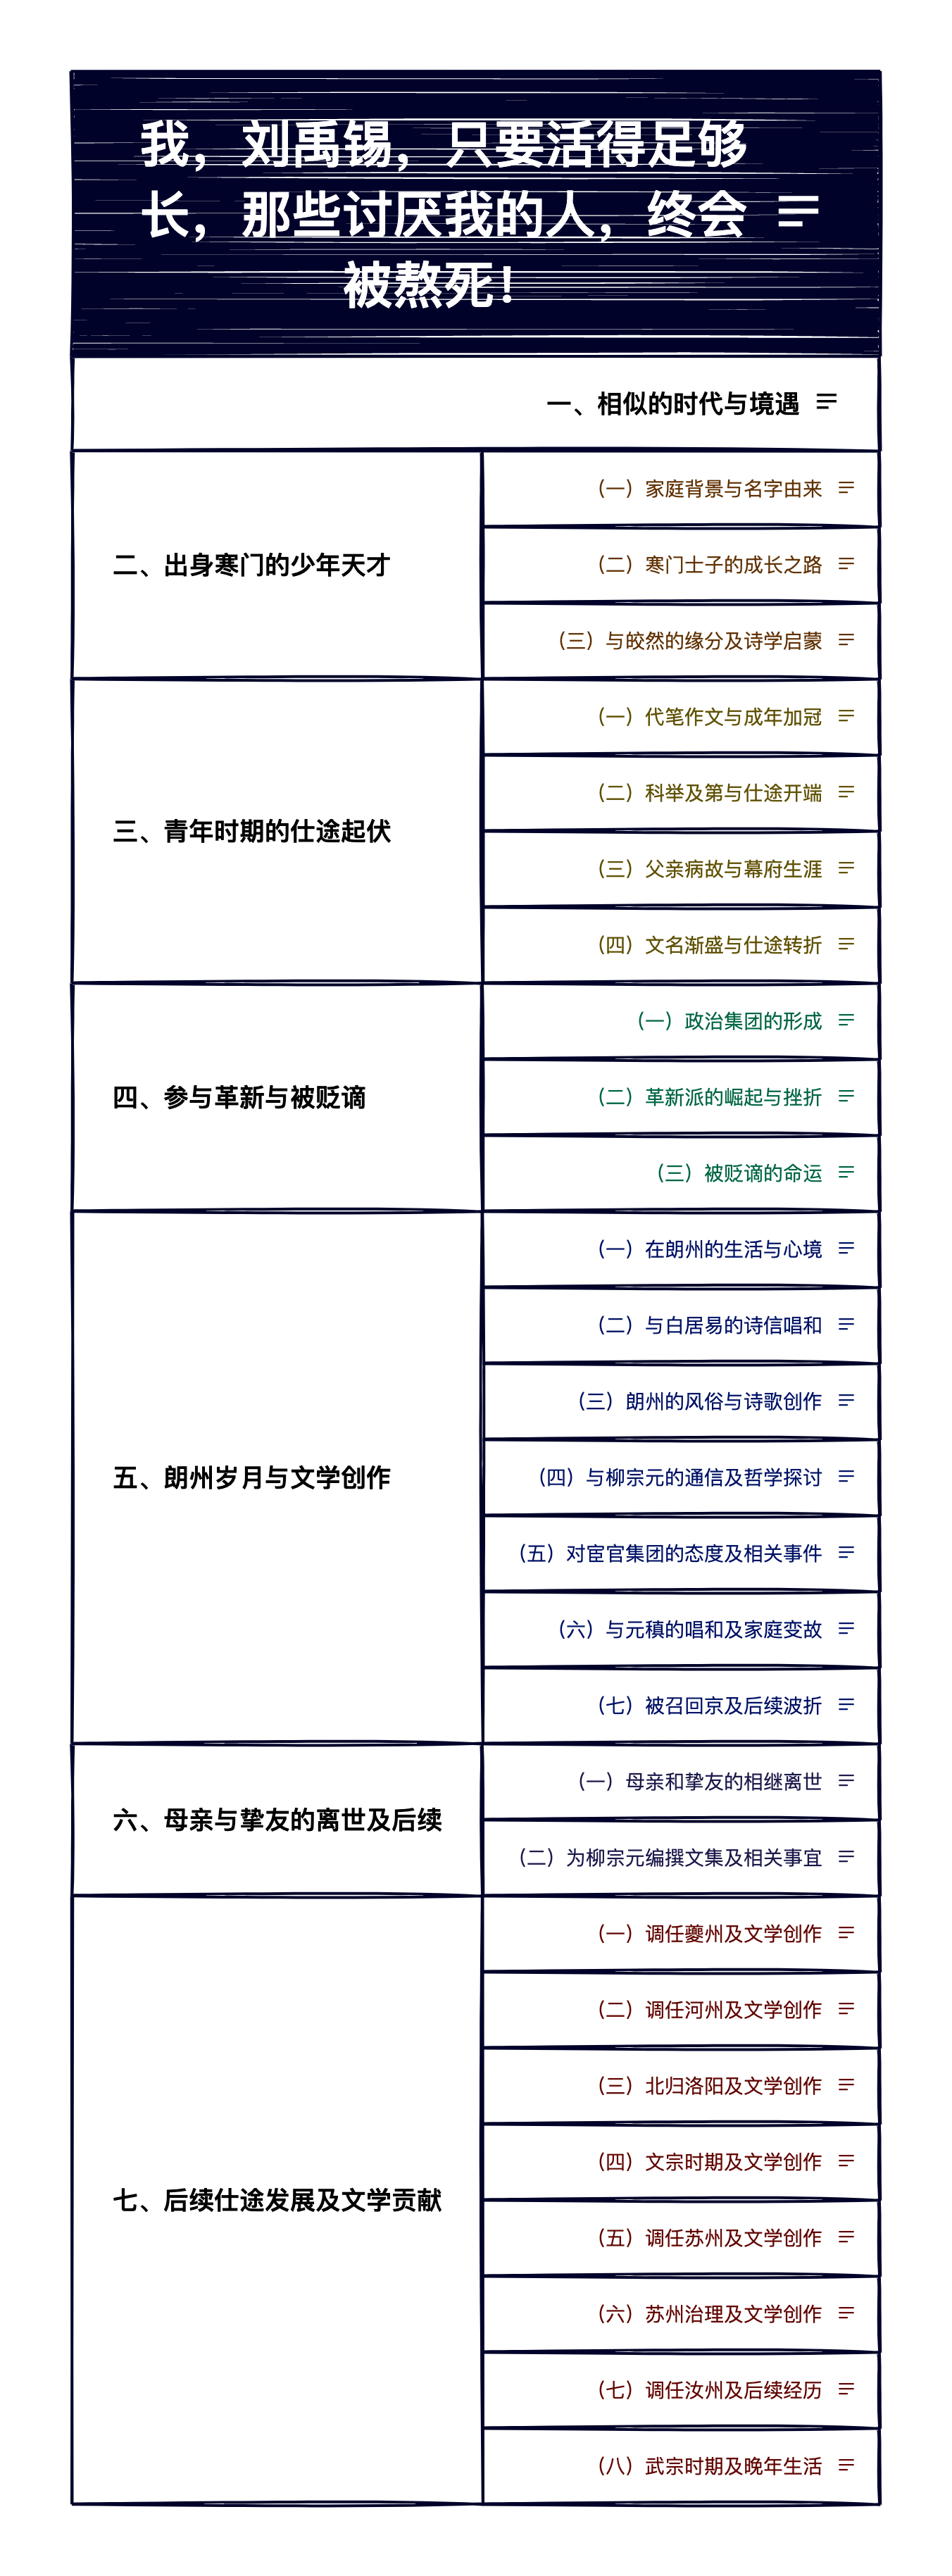 我，刘禹锡，只要活得足够
长，那些讨厌我的人，终会
被熬死！
一、相似的时代与境遇
二、出身寒门的少年天才
（一）家庭背景与名字由来
（二）寒门士子的成长之路
（三）与皎然的缘分及诗学启蒙
三、青年时期的仕途起伏
（一）代笔作文与成年加冠
（二）科举及第与仕途开端
（三）父亲病故与幕府生涯
（四）文名渐盛与仕途转折
四、参与革新与被贬谪
（一）政治集团的形成
（二）革新派的崛起与挫折
（三）被贬谪的命运
五、朗州岁月与文学创作
（一）在朗州的生活与心境
（二）与白居易的诗信唱和
（三）朗州的风俗与诗歌创作
（四）与柳宗元的通信及哲学探讨
（五）对宦官集团的态度及相关事件
（六）与元稹的唱和及家庭变故
（七）被召回京及后续波折
六、母亲与挚友的离世及后续
（一）母亲和挚友的相继离世
（二）为柳宗元编撰文集及相关事宜
七、后续仕途发展及文学贡献
（一）调任夔州及文学创作
（二）调任河州及文学创作
（三）北归洛阳及文学创作
（四）文宗时期及文学创作
（五）调任苏州及文学创作
（六）苏州治理及文学创作
（七）调任汝州及后续经历
（八）武宗时期及晚年生活